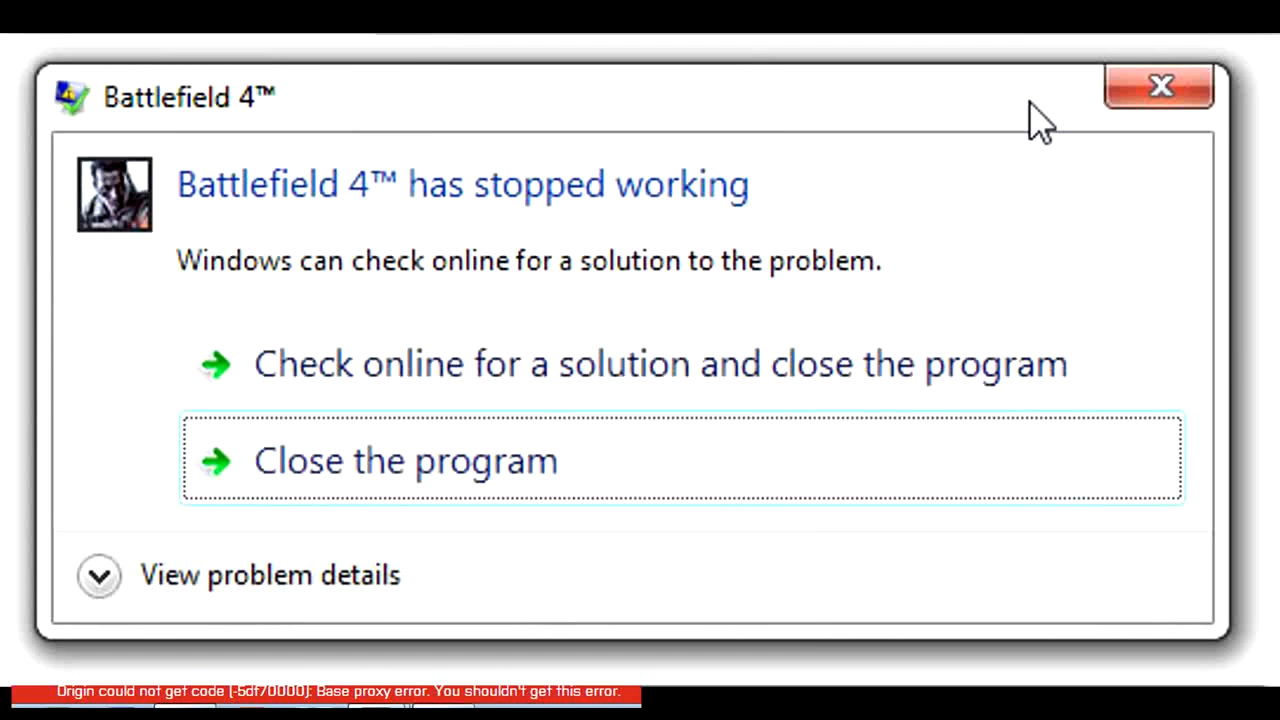 Battlefield 4™
Battlefield 4™ has stopped working
Windows can check online for a solution to the problem.
Check online for a solution and close the program
Close the program
View problem details
Origin could not get code (-5df70000): Base proxy error. You shouldn't get this error.